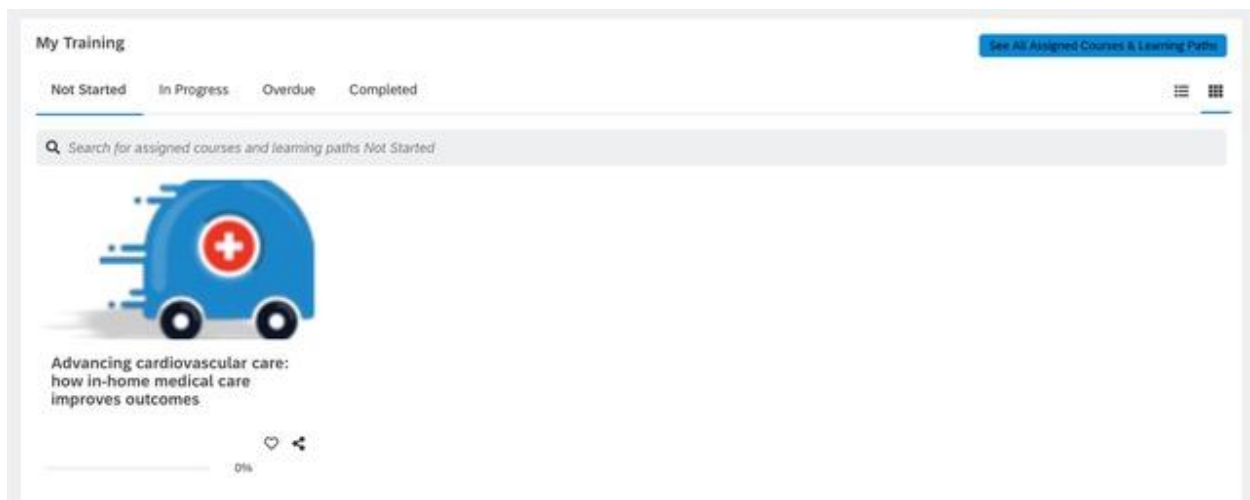 My Training
See All Assigned Courses & Learning Paths
Not Started
In Progress
Overdue
Completed
Search for assigned courses and learning paths Not Started
Advancing cardiovascular care:
how in-home medical care
improves outcomes
0%